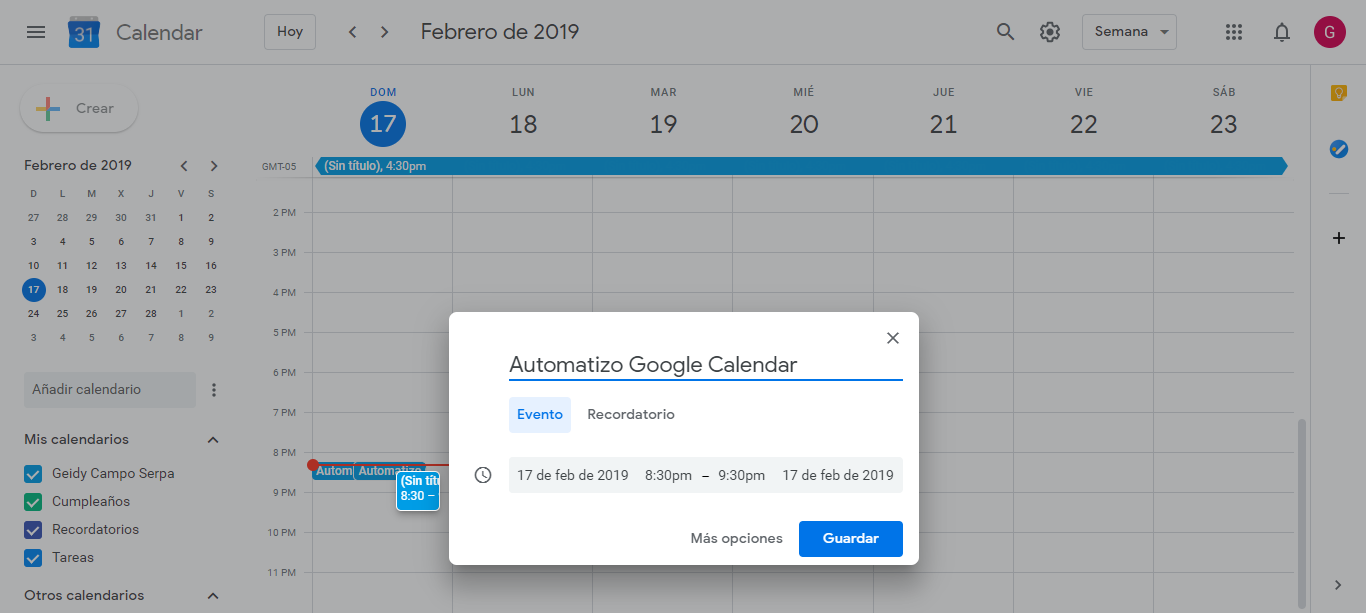 31 Calendar Hoy Febrero de 2019 Semana G
Crear
Febrero de 2019
D L M X J V S
27 28 29 30 31 1 2
3 4 5 6 7 8 9
10 11 12 13 14 15 16
17 18 19 20 21 22 23
24 25 26 27 28 1 2
3 4 5 6 7 8 9
Añadir calendario
Mis calendarios
Geidy Campo Serpa
Cumpleaños
Recordatorios
Tareas
Otros calendarios
DOM LUN MAR MIÉ JUE VIE SÁB
17 18 19 20 21 22 23
GMT-05 (Sin título), 4:30pm
2 PM
3 PM
4 PM
5 PM
6 PM
7 PM
8 PM
Autom Automatizo
(Sin tít
8:30 –
9 PM
10 PM
11 PM
Automatizo Google Calendar
Evento Recordatorio
17 de feb de 2019 8:30pm – 9:30pm 17 de feb de 2019
Más opciones Guardar